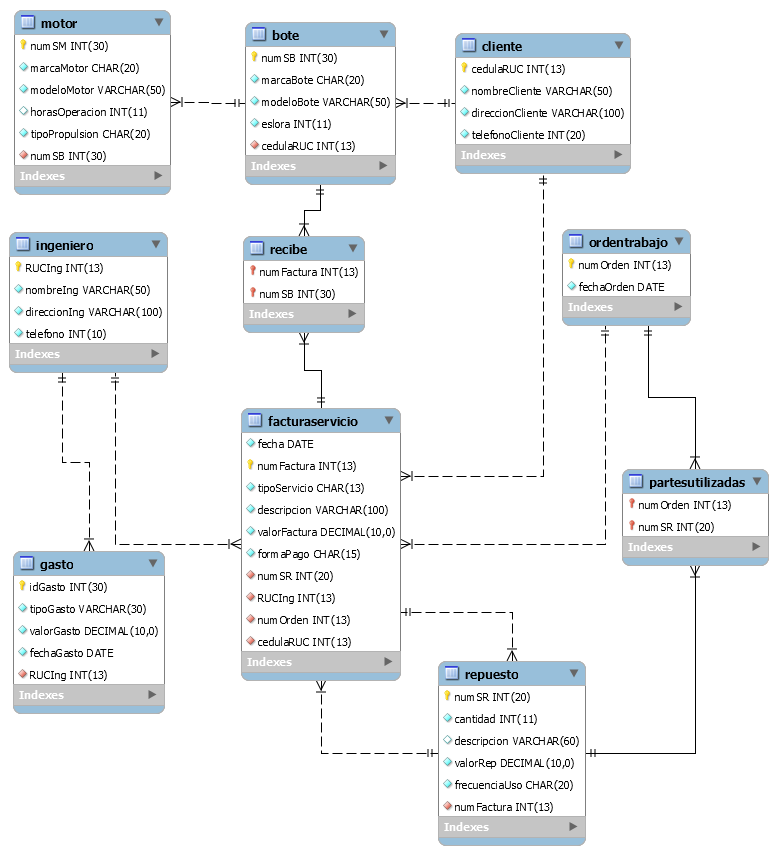 motor
numSM INT(30)
marcaMotor CHAR(20)
modeloMotor VARCHAR(50)
horasOperacion INT(11)
tipoPropulsion CHAR(20)
numSB INT(30)
Indexes
bote
numSB INT(30)
marcaBote CHAR(20)
modeloBote VARCHAR(50)
eslora INT(11)
cedulaRUC INT(13)
Indexes
cliente
cedulaRUC INT(13)
nombreCliente VARCHAR(50)
direccionCliente VARCHAR(100)
telefonoCliente INT(20)
Indexes
ingeniero
RUCIng INT(13)
nombreIng VARCHAR(50)
direccionIng VARCHAR(100)
telefono INT(10)
Indexes
recibe
numFactura INT(13)
numSB INT(30)
Indexes
ordentrabajo
numOrden INT(13)
fechaOrden DATE
Indexes
facturaservicio
fecha DATE
numFactura INT(13)
tipoServicio CHAR(13)
descripcion VARCHAR(100)
valorFactura DECIMAL(10,0)
formaPago CHAR(15)
numSR INT(20)
RUCIng INT(13)
numOrden INT(13)
cedulaRUC INT(13)
Indexes
partesutilizadas
numOrden INT(13)
numSR INT(20)
Indexes
gasto
idGasto INT(30)
tipoGasto VARCHAR(30)
valorGasto DECIMAL(10,0)
fechaGasto DATE
RUCIng INT(13)
Indexes
repuesto
numSR INT(20)
cantidad INT(11)
descripcion VARCHAR(60)
valorRep DECIMAL(10,0)
frecuenciaUso CHAR(20)
numFactura INT(13)
Indexes